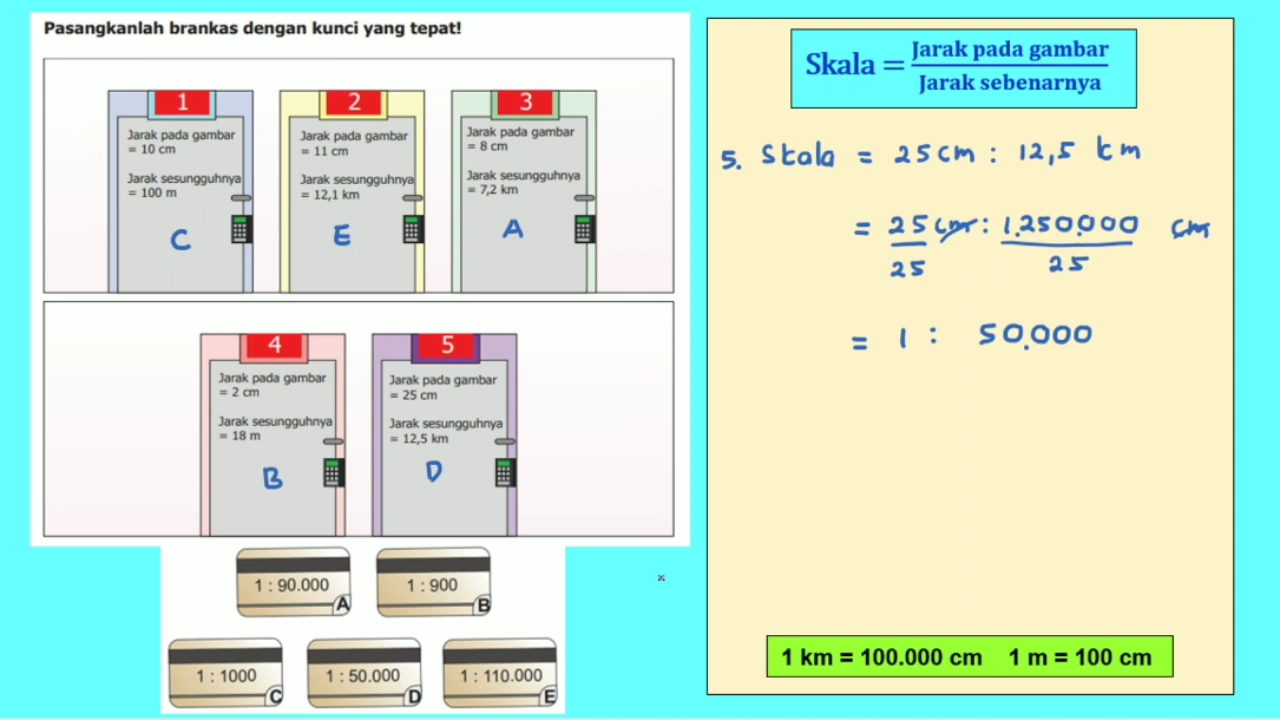 Pasangkanlah brankas dengan kunci yang tepat!
1
Jarak pada gambar
= 10 cm
Jarak sesungguhnya
= 100 m
C
2
Jarak pada gambar
= 11 cm
Jarak sesungguhnya
= 12,1 km
E
3
Jarak pada gambar
= 8 cm
Jarak sesungguhnya
= 7,2 km
A
4
Jarak pada gambar
= 2 cm
Jarak sesungguhnya
= 18 m
B
5
Jarak pada gambar
= 25 cm
Jarak sesungguhnya
= 12,5 km
D
1 : 90.000
A
1 : 900
B
1 : 1000
C
1 : 50.000
D
1 : 110.000
E
Skala = Jarak pada gambar
Jarak sebenarnya
5. Skala = 25 cm : 12,5 km
= 25 cm : 1.250.000 cm
25 25
= 1 : 50.000
1 km = 100.000 cm 1 m = 100 cm